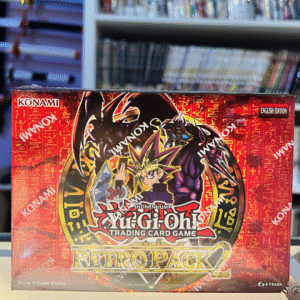 KONAMI
ENGLISH EDITION
KONAMI
KONAMI
KONAMI
KONAMI
KONAMI
Yu-Gi-Oh!
TRADING CARD GAME
RETRO PACK 2
6+ YEARS